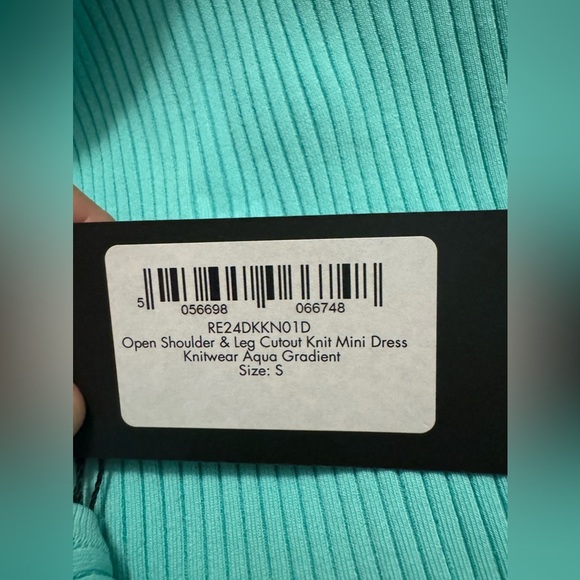 5 056698 066748
RE24DKKN01D
Open Shoulder & Leg Cutout Knit Mini Dress
Knitwear Aqua Gradient
Size: S